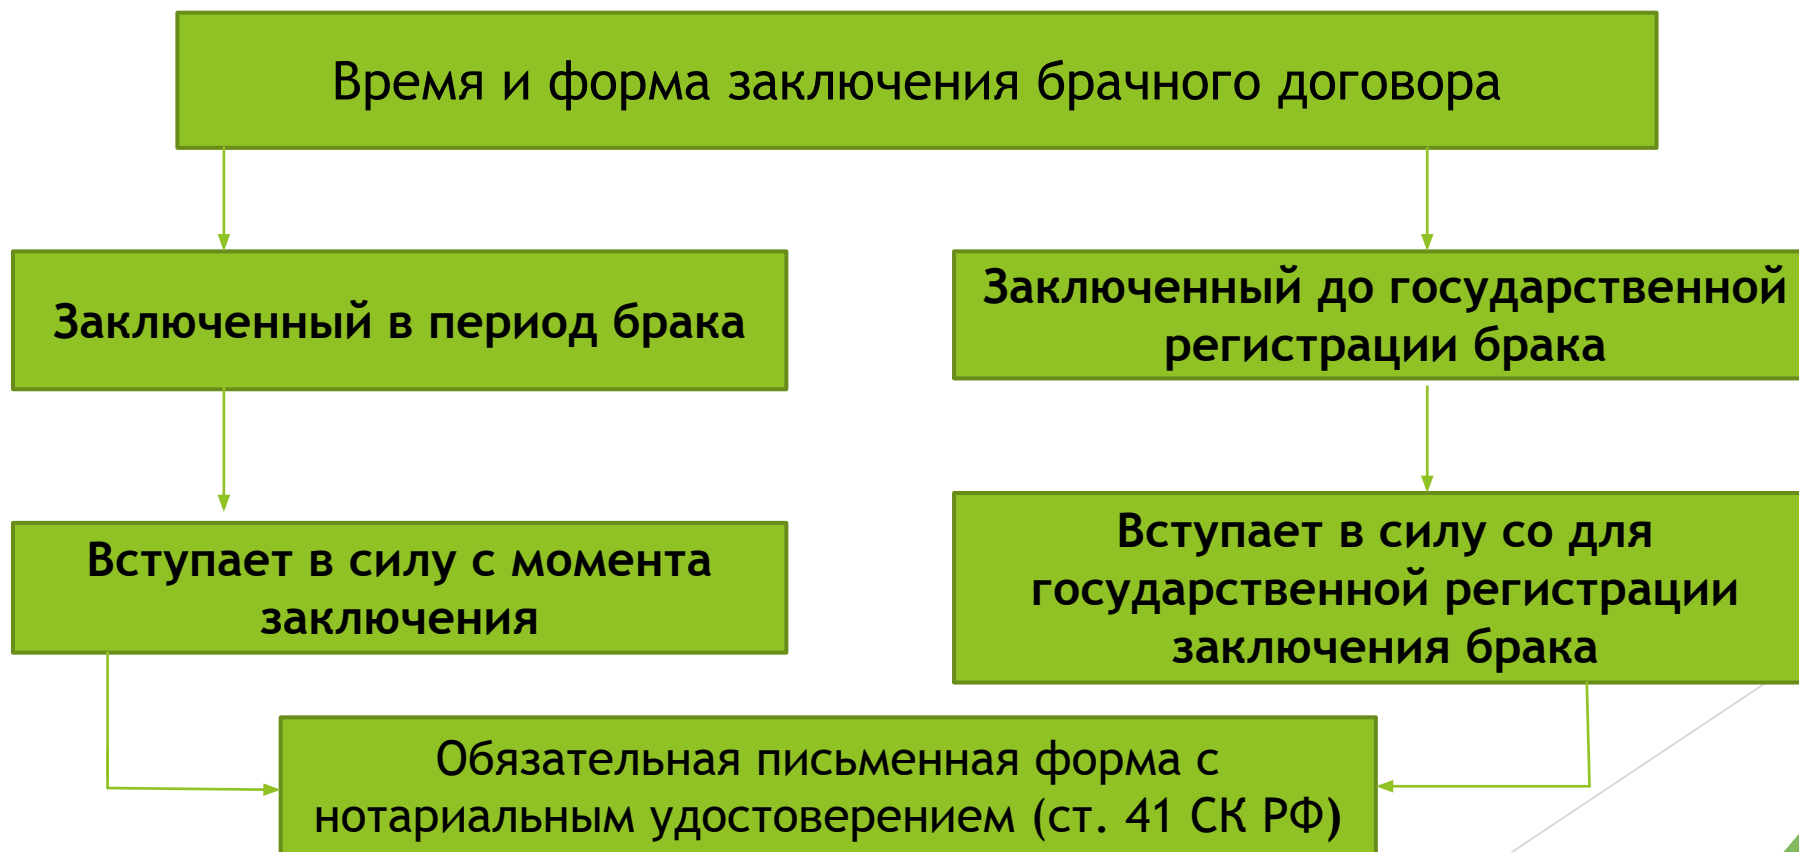 Время и форма заключения брачного договора
Заключенный в период брака
Заключенный до государственной
регистрации брака
Вступает в силу с момента
заключения
Вступает в силу со для
государственной регистрации
заключения брака
Обязательная письменная форма с
нотариальным удостоверением (ст. 41 СК РФ)